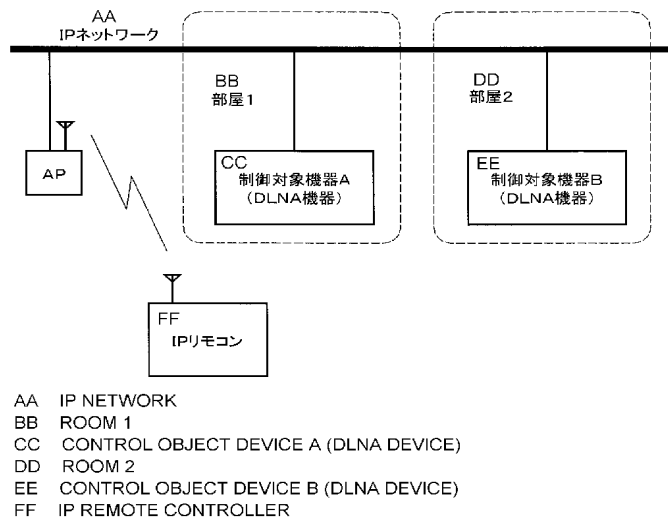 AA
IPネットワーク
BB
部屋1
DD
部屋2
AP
CC
制御対象機器A
(DLNA機器)
EE
制御対象機器B
(DLNA機器)
FF
IPリモコン
AA IP NETWORK
BB ROOM 1
CC CONTROL OBJECT DEVICE A (DLNA DEVICE)
DD ROOM 2
EE CONTROL OBJECT DEVICE B (DLNA DEVICE)
FF IP REMOTE CONTROLLER